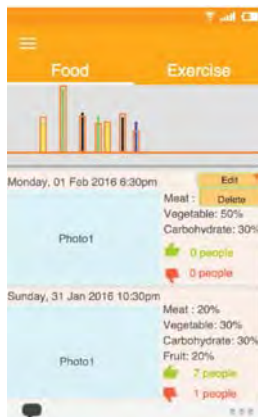 Food Exercise
Monday, 01 Feb 2016 6:30pm Edit
Meat : Delete
Vegetable: 50%
Carbohydrate: 30%
Photo1
0 people
0 people
Sunday, 31 Jan 2016 10:30pm
Meat : 20%
Vegetable: 30%
Carbohydrate: 30%
Fruit: 20%
Photo1
7 people
1 people